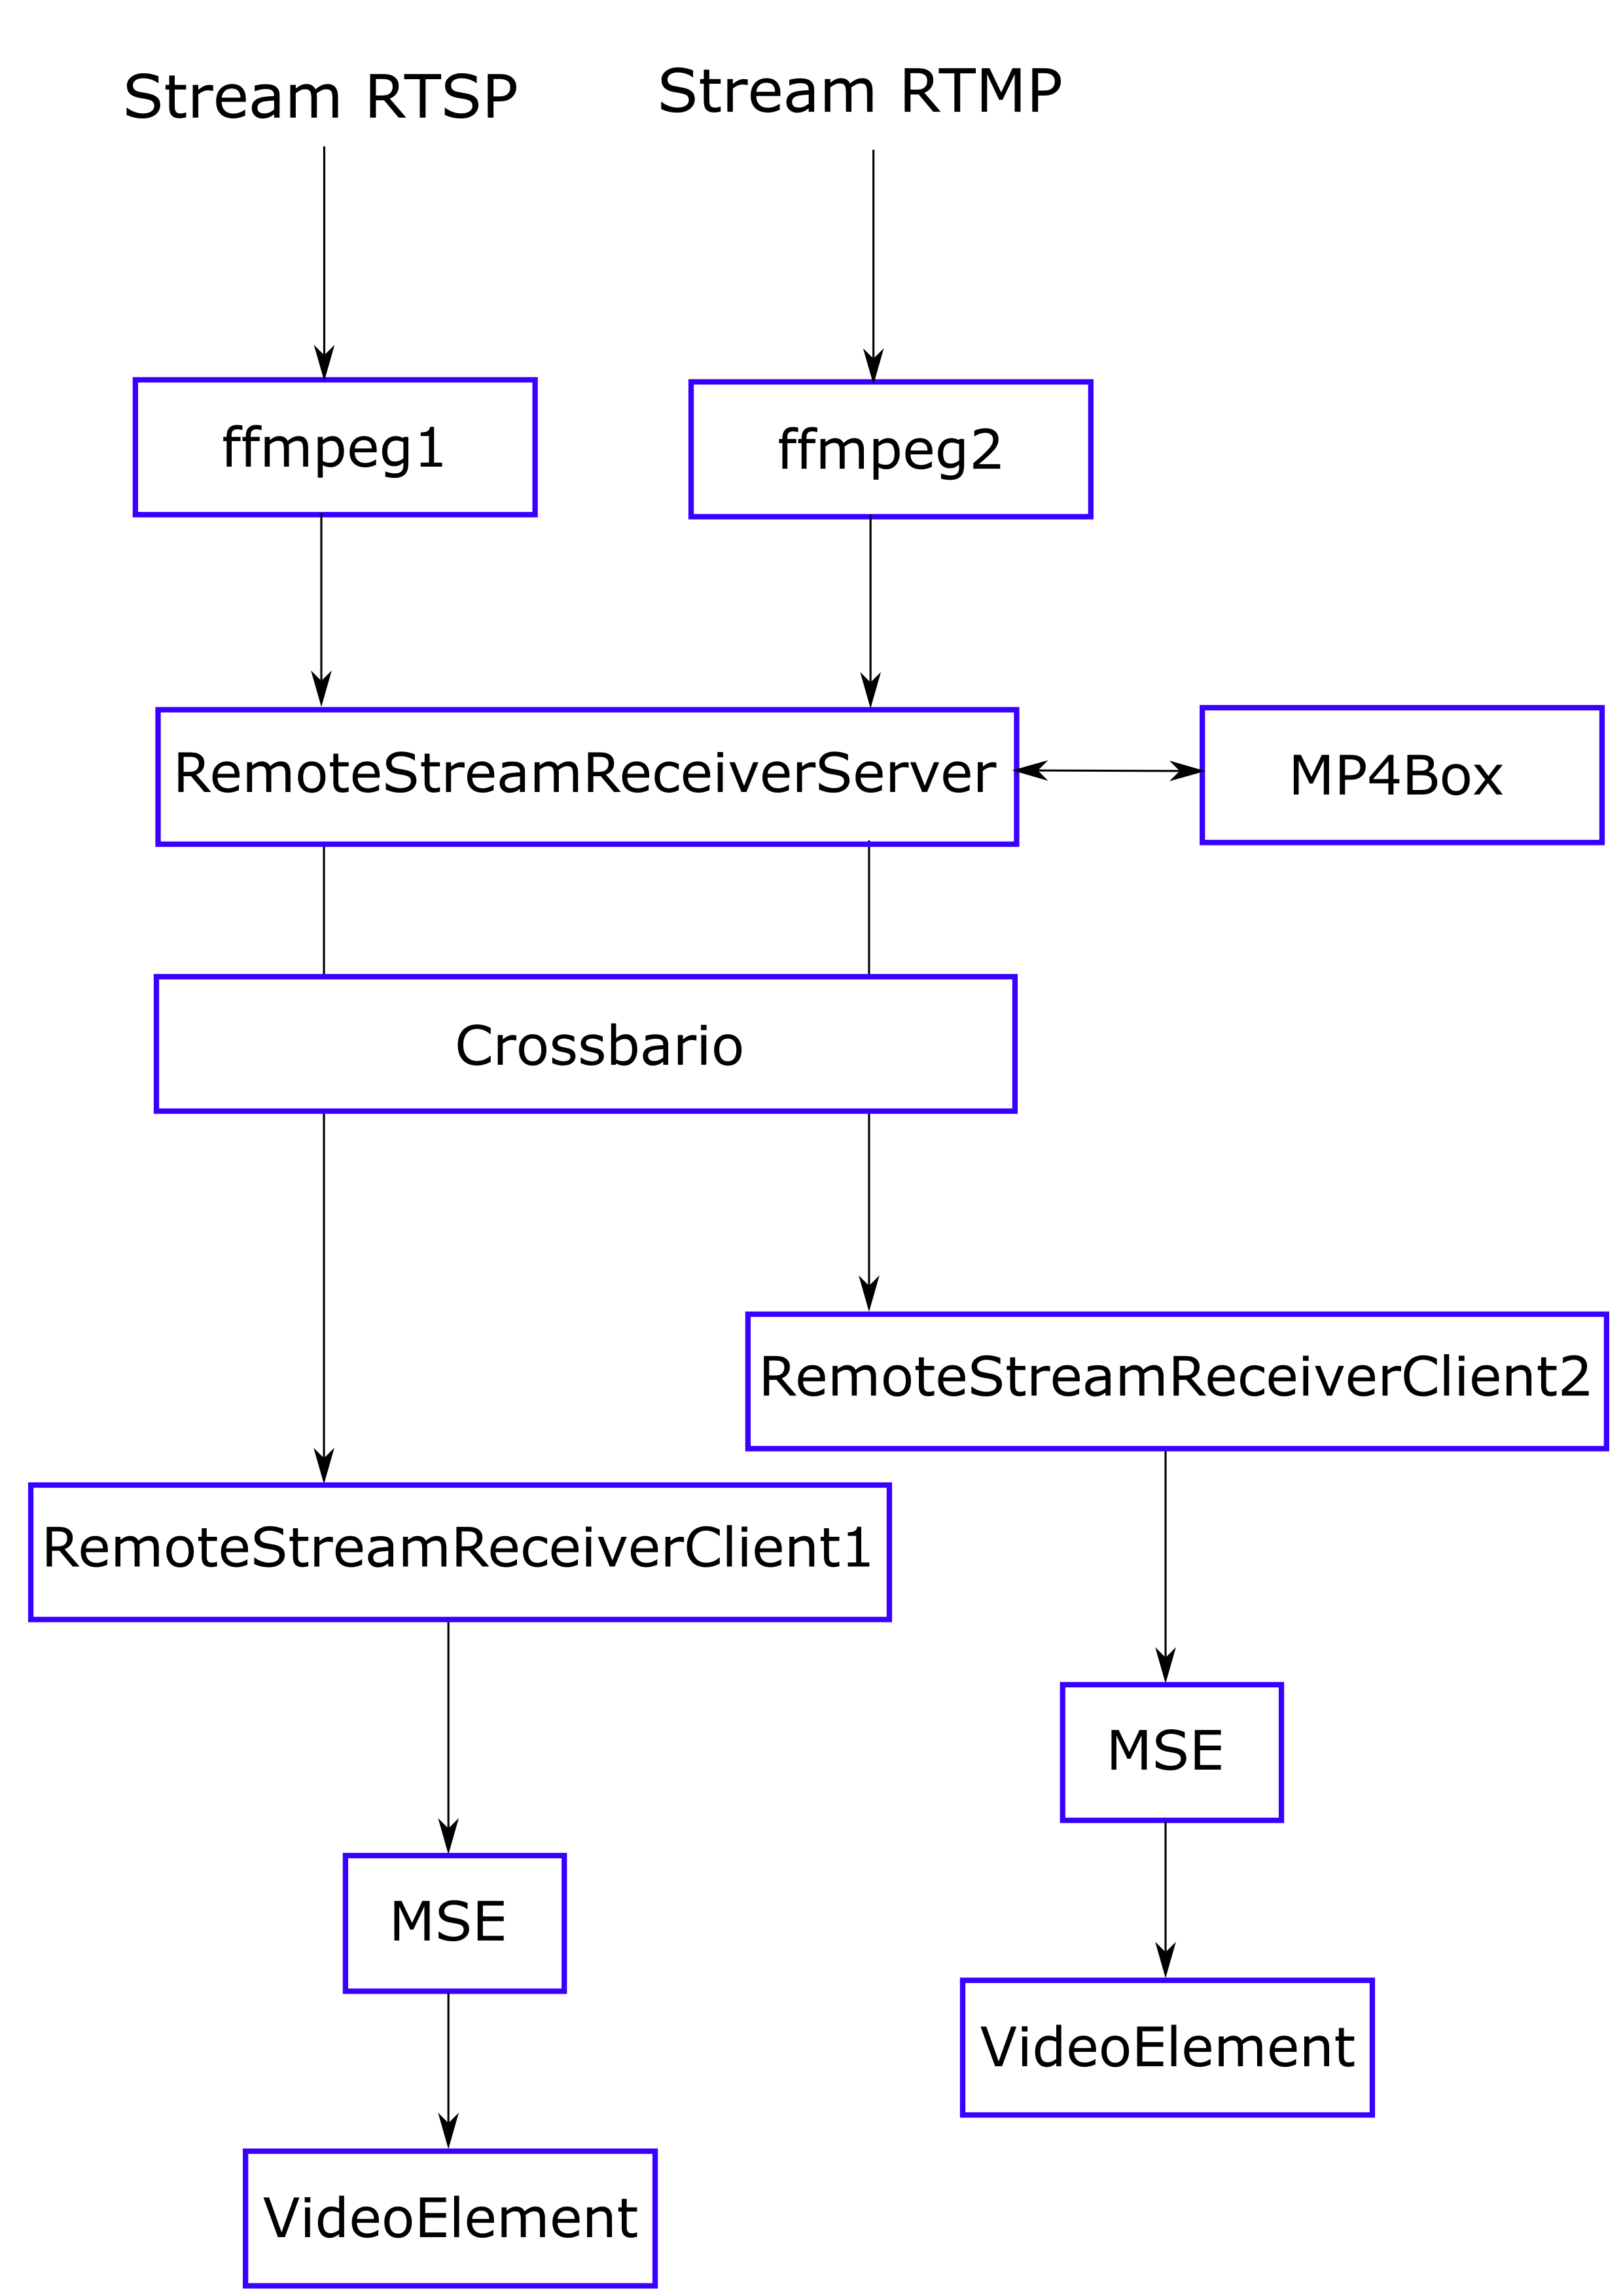 Stream RTSP
Stream RTMP
ffmpeg1
ffmpeg2
RemoteStreamReceiverServer
MP4Box
Crossbario
RemoteStreamReceiverClient2
RemoteStreamReceiverClient1
MSE
MSE
VideoElement
VideoElement